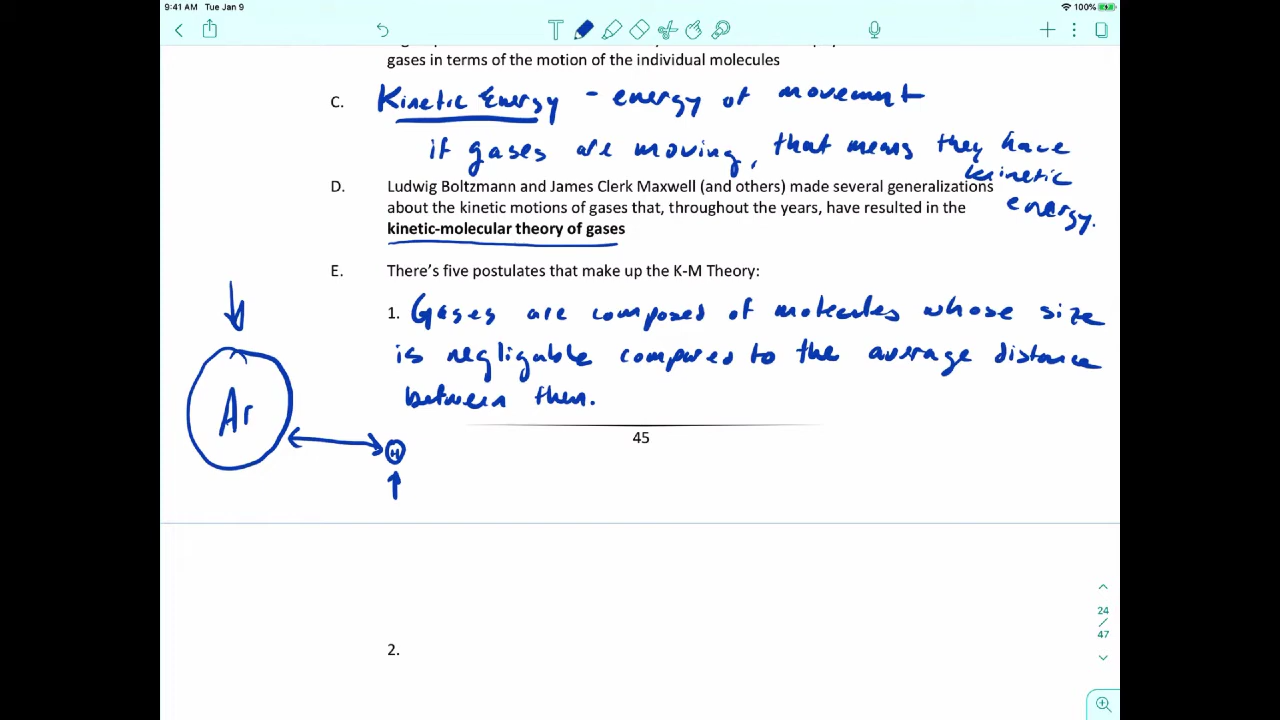 9:41 AM Tue Jan 9
100%
gases in terms of the motion of the individual molecules
C. Kinetic Energy - energy of movement
if gases are moving, that means they have
kinetic
energy.
D. Ludwig Boltzmann and James Clerk Maxwell (and others) made several generalizations
about the kinetic motions of gases that, throughout the years, have resulted in the
kinetic-molecular theory of gases
E. There's five postulates that make up the K-M Theory:
1. Gases are composed of molecules whose size
is negligable compared to the average distance
between them.
Ar
H
45
2.
24
/
47